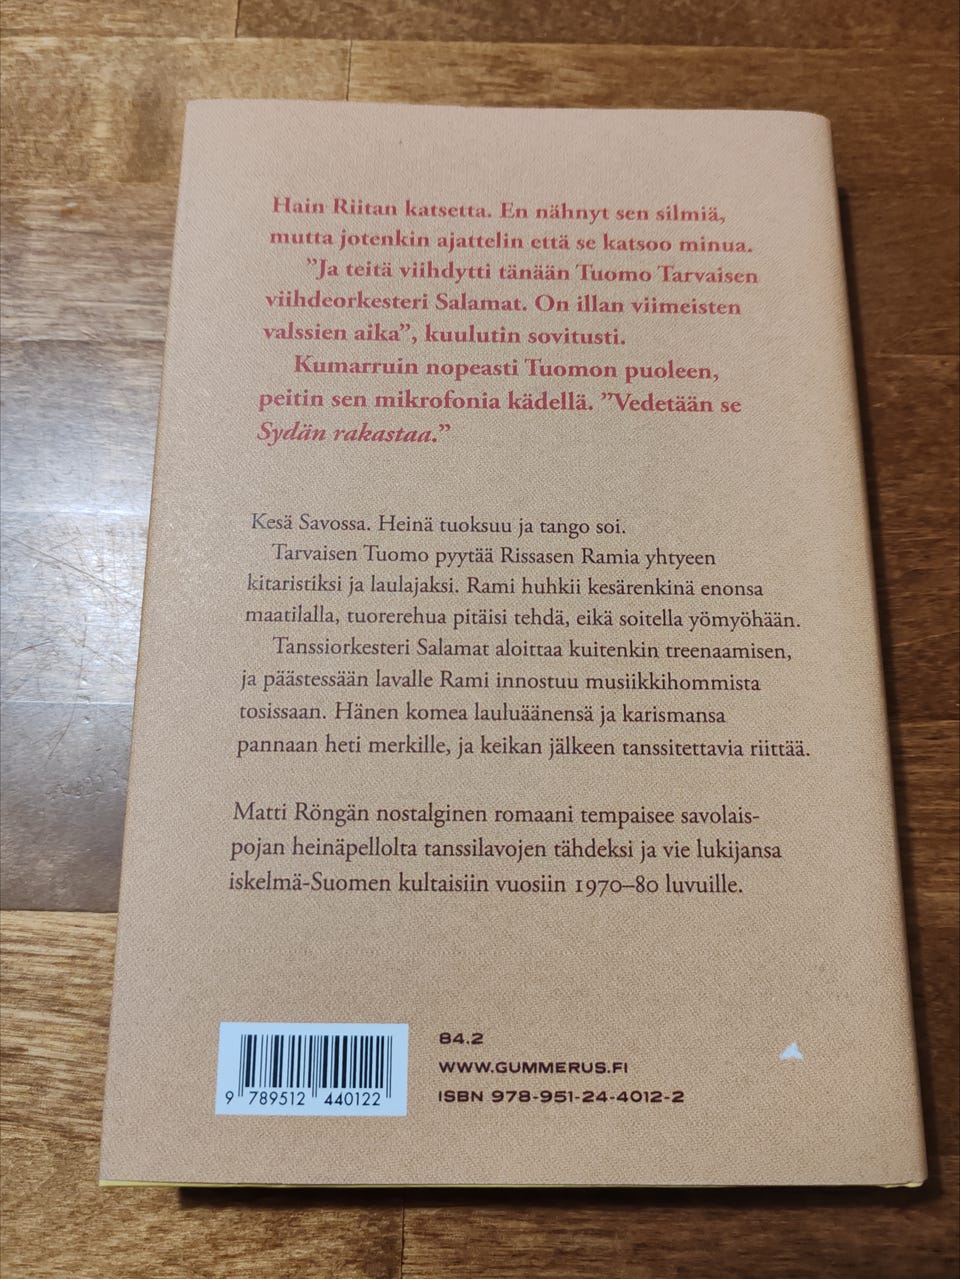 Hain Riitan katsetta. En nähnyt sen silmiä,
mutta jotenkin ajattelin että se katsoo minua.
”Ja teitä viihdytti tänään Tuomo Tarvaisen
viihdeorkesteri Salamat. On illan viimeisten
valssien aika”, kuulutin sovitusti.
Kumarruin nopeasti Tuomon puoleen,
peitin sen mikrofonia kädellä. ”Vedetään se
Sydän rakastaa.”
Kesä Savossa. Heinä tuoksuu ja tango soi.
Tarvaisen Tuomo pyytää Rissasen Ramia yhtyeen
kitaristiksi ja laulajaksi. Rami huhkii kesärenkinä enonsa
maatilalla, tuorerehua pitäisi tehdä, eikä soitella yömyöhään.
Tanssiorkesteri Salamat aloittaa kuitenkin treenaamisen,
ja päästessään lavalle Rami innostuu musiikkihommista
tosissaan. Hänen komea lauluäänensä ja karismansa
pannaan heti merkille, ja keikan jälkeen tanssitettavia riittää.
Matti Röngän nostalginen romaani tempaisee savolais-
pojan heinäpellolta tanssilavojen tähdeksi ja vie lukijansa
iskelmä-Suomen kultaisiin vuosiin 1970–80 luvuille.
84.2
WWW.GUMMERUS.FI
ISBN 978-951-24-4012-2
9 789512 440122